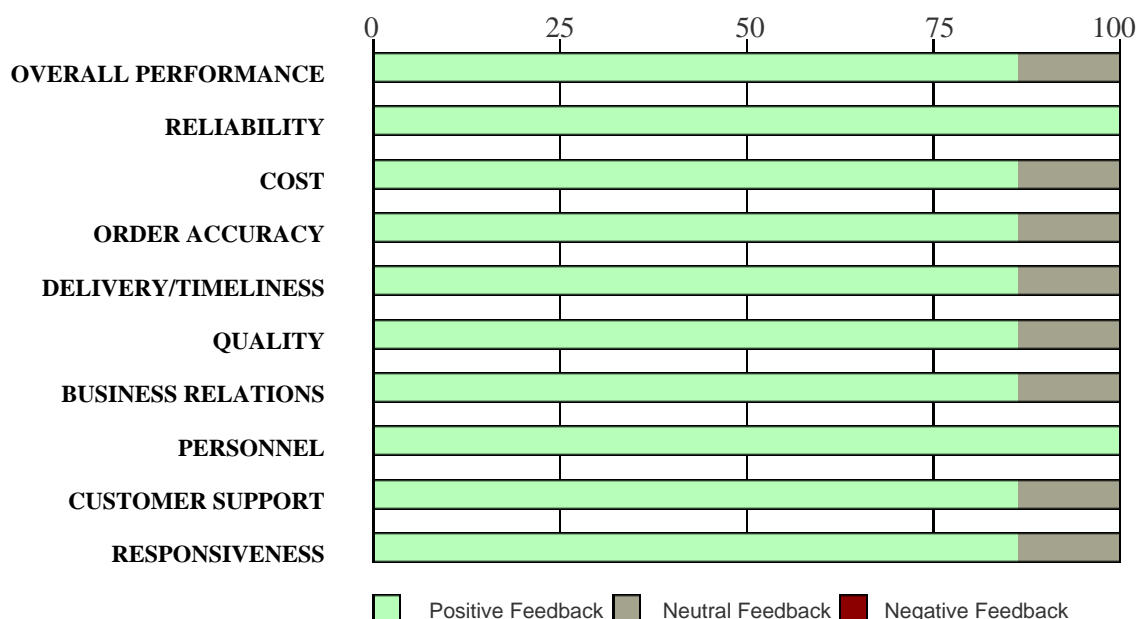 0 25 50 75 100
OVERALL PERFORMANCE
RELIABILITY
COST
ORDER ACCURACY
DELIVERY/TIMELINESS
QUALITY
BUSINESS RELATIONS
PERSONNEL
CUSTOMER SUPPORT
RESPONSIVENESS
Positive Feedback Neutral Feedback Negative Feedback